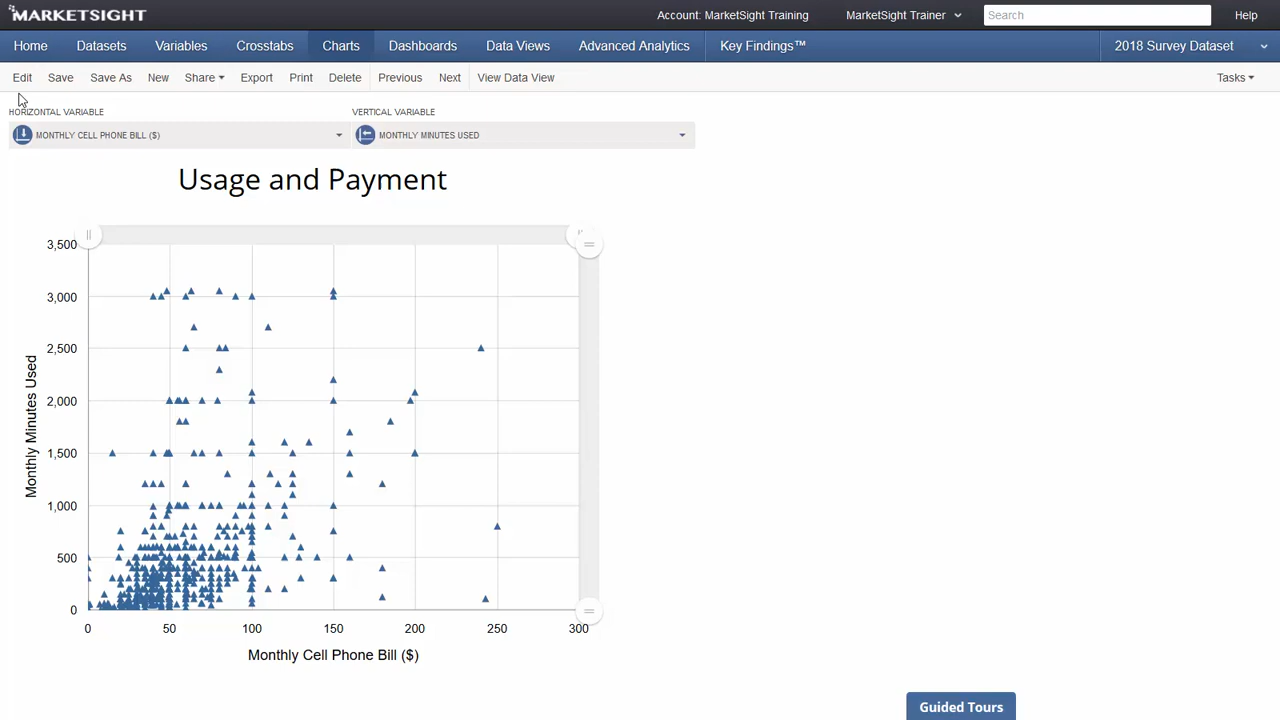 MARKETSIGHT
Account: MarketSight Training
MarketSight Trainer
Search
Help
Home Datasets Variables Crosstabs Charts Dashboards Data Views Advanced Analytics Key Findings™ 2018 Survey Dataset
Edit Save Save As New Share Export Print Delete Previous Next View Data View Tasks
HORIZONTAL VARIABLE VERTICAL VARIABLE
MONTHLY CELL PHONE BILL ($) MONTHLY MINUTES USED
Usage and Payment
3,500
3,000
2,500
2,000
1,500
1,000
500
0
Monthly Minutes Used
0 50 100 150 200 250 300
Monthly Cell Phone Bill ($)
Guided Tours